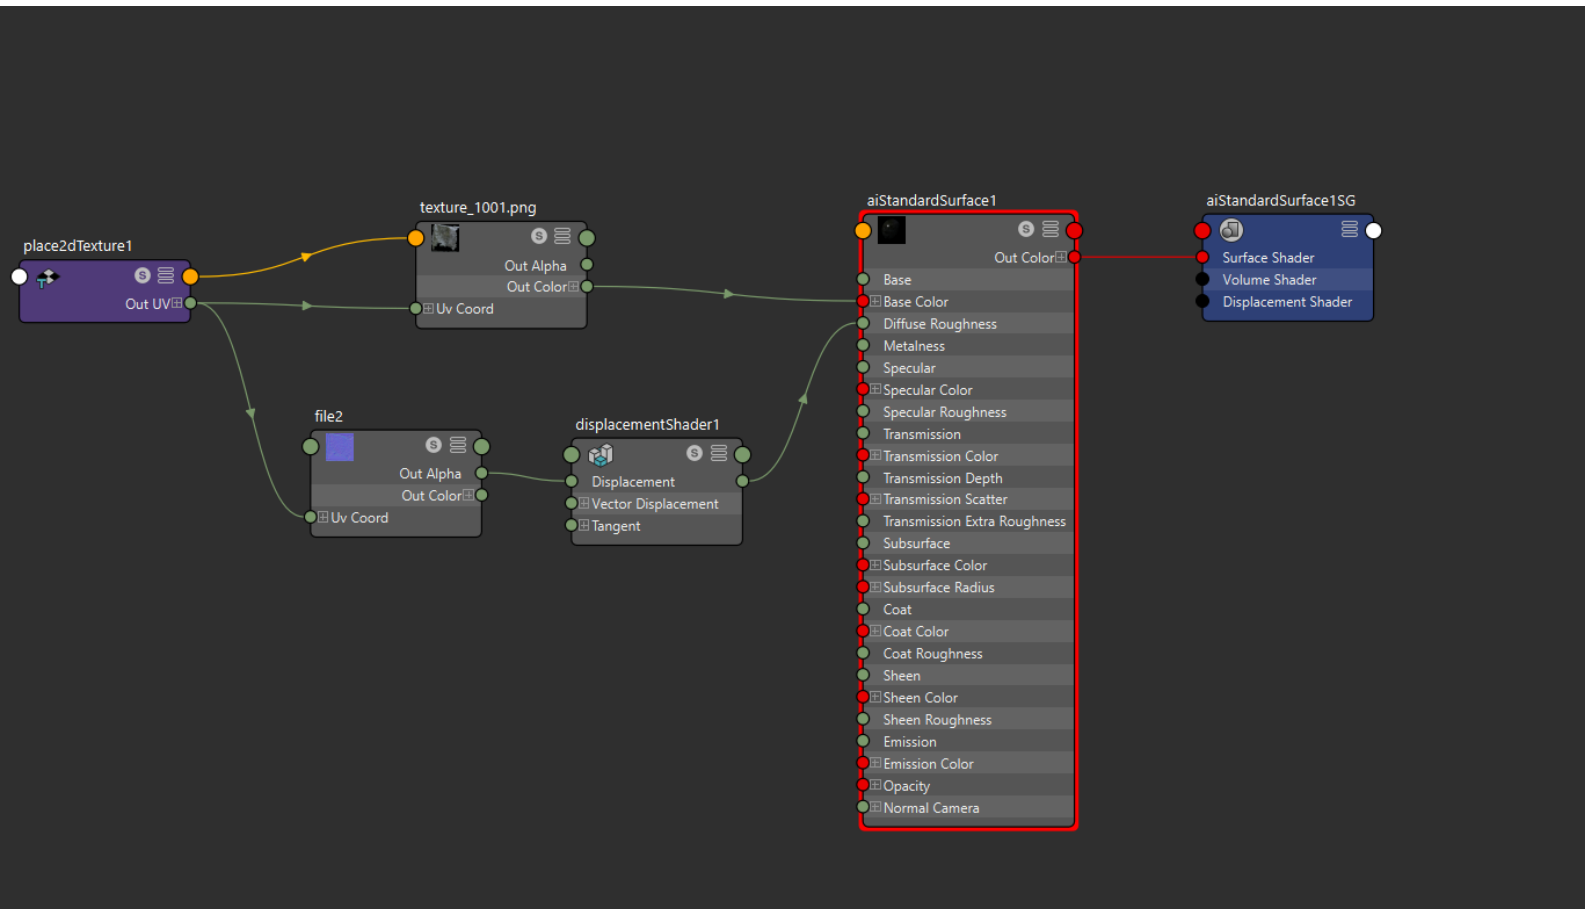 place2dTexture1
Out UV
texture_1001.png
Out Alpha
Out Color
Uv Coord
file2
Out Alpha
Out Color
Uv Coord
displacementShader1
Displacement
Vector Displacement
Tangent
aiStandardSurface1
Out Color
Base
Base Color
Diffuse Roughness
Metalness
Specular
Specular Color
Specular Roughness
Transmission
Transmission Color
Transmission Depth
Transmission Scatter
Transmission Extra Roughness
Subsurface
Subsurface Color
Subsurface Radius
Coat
Coat Color
Coat Roughness
Sheen
Sheen Color
Sheen Roughness
Emission
Emission Color
Opacity
Normal Camera
aiStandardSurface1SG
Surface Shader
Volume Shader
Displacement Shader